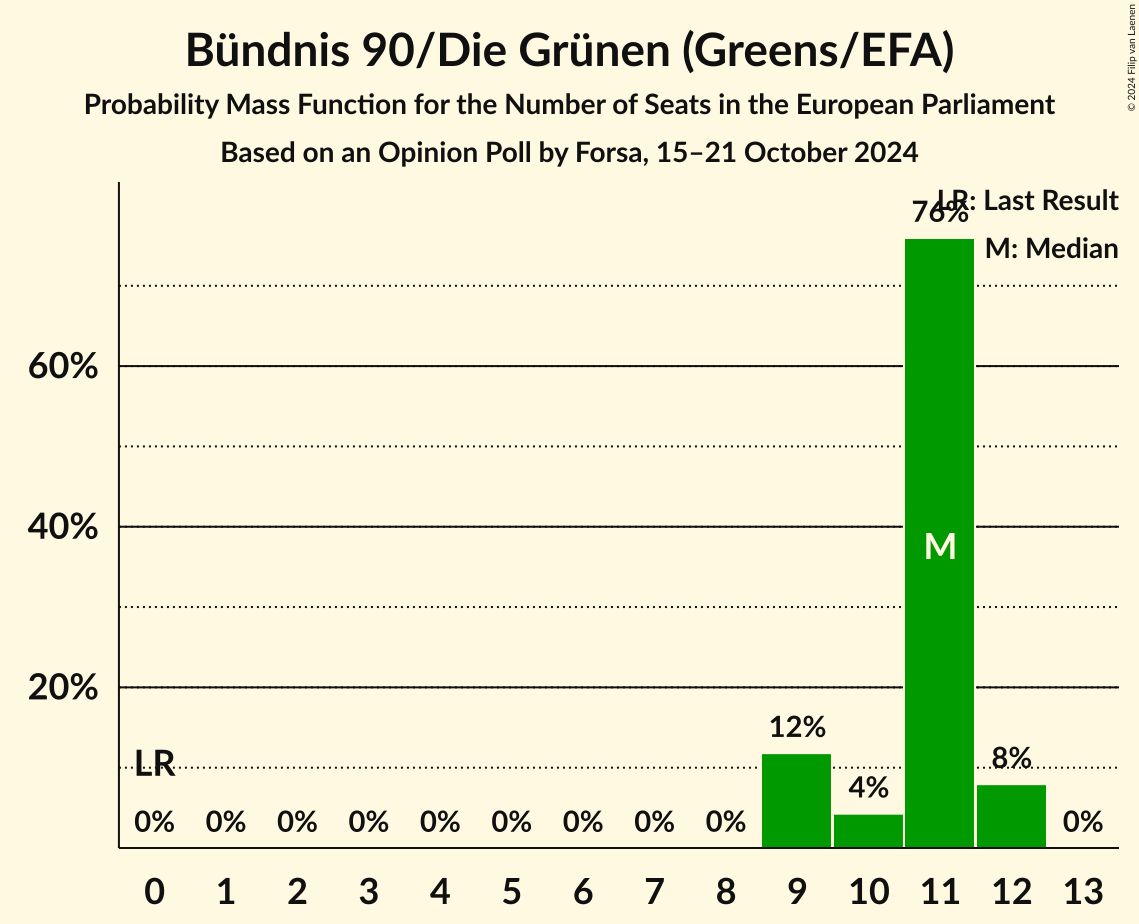 Bündnis 90/Die Grünen (Greens/EFA)
Probability Mass Function for the Number of Seats in the European Parliament
Based on an Opinion Poll by Forsa, 15–21 October 2024
© 2024 Filip van Laenen
LR: Last Result
M: Median
76%
60%
40%
M
20%
12%
LR
8%
4%
0% 0% 0% 0% 0% 0% 0% 0% 0% 0%
0 1 2 3 4 5 6 7 8 9 10 11 12 13